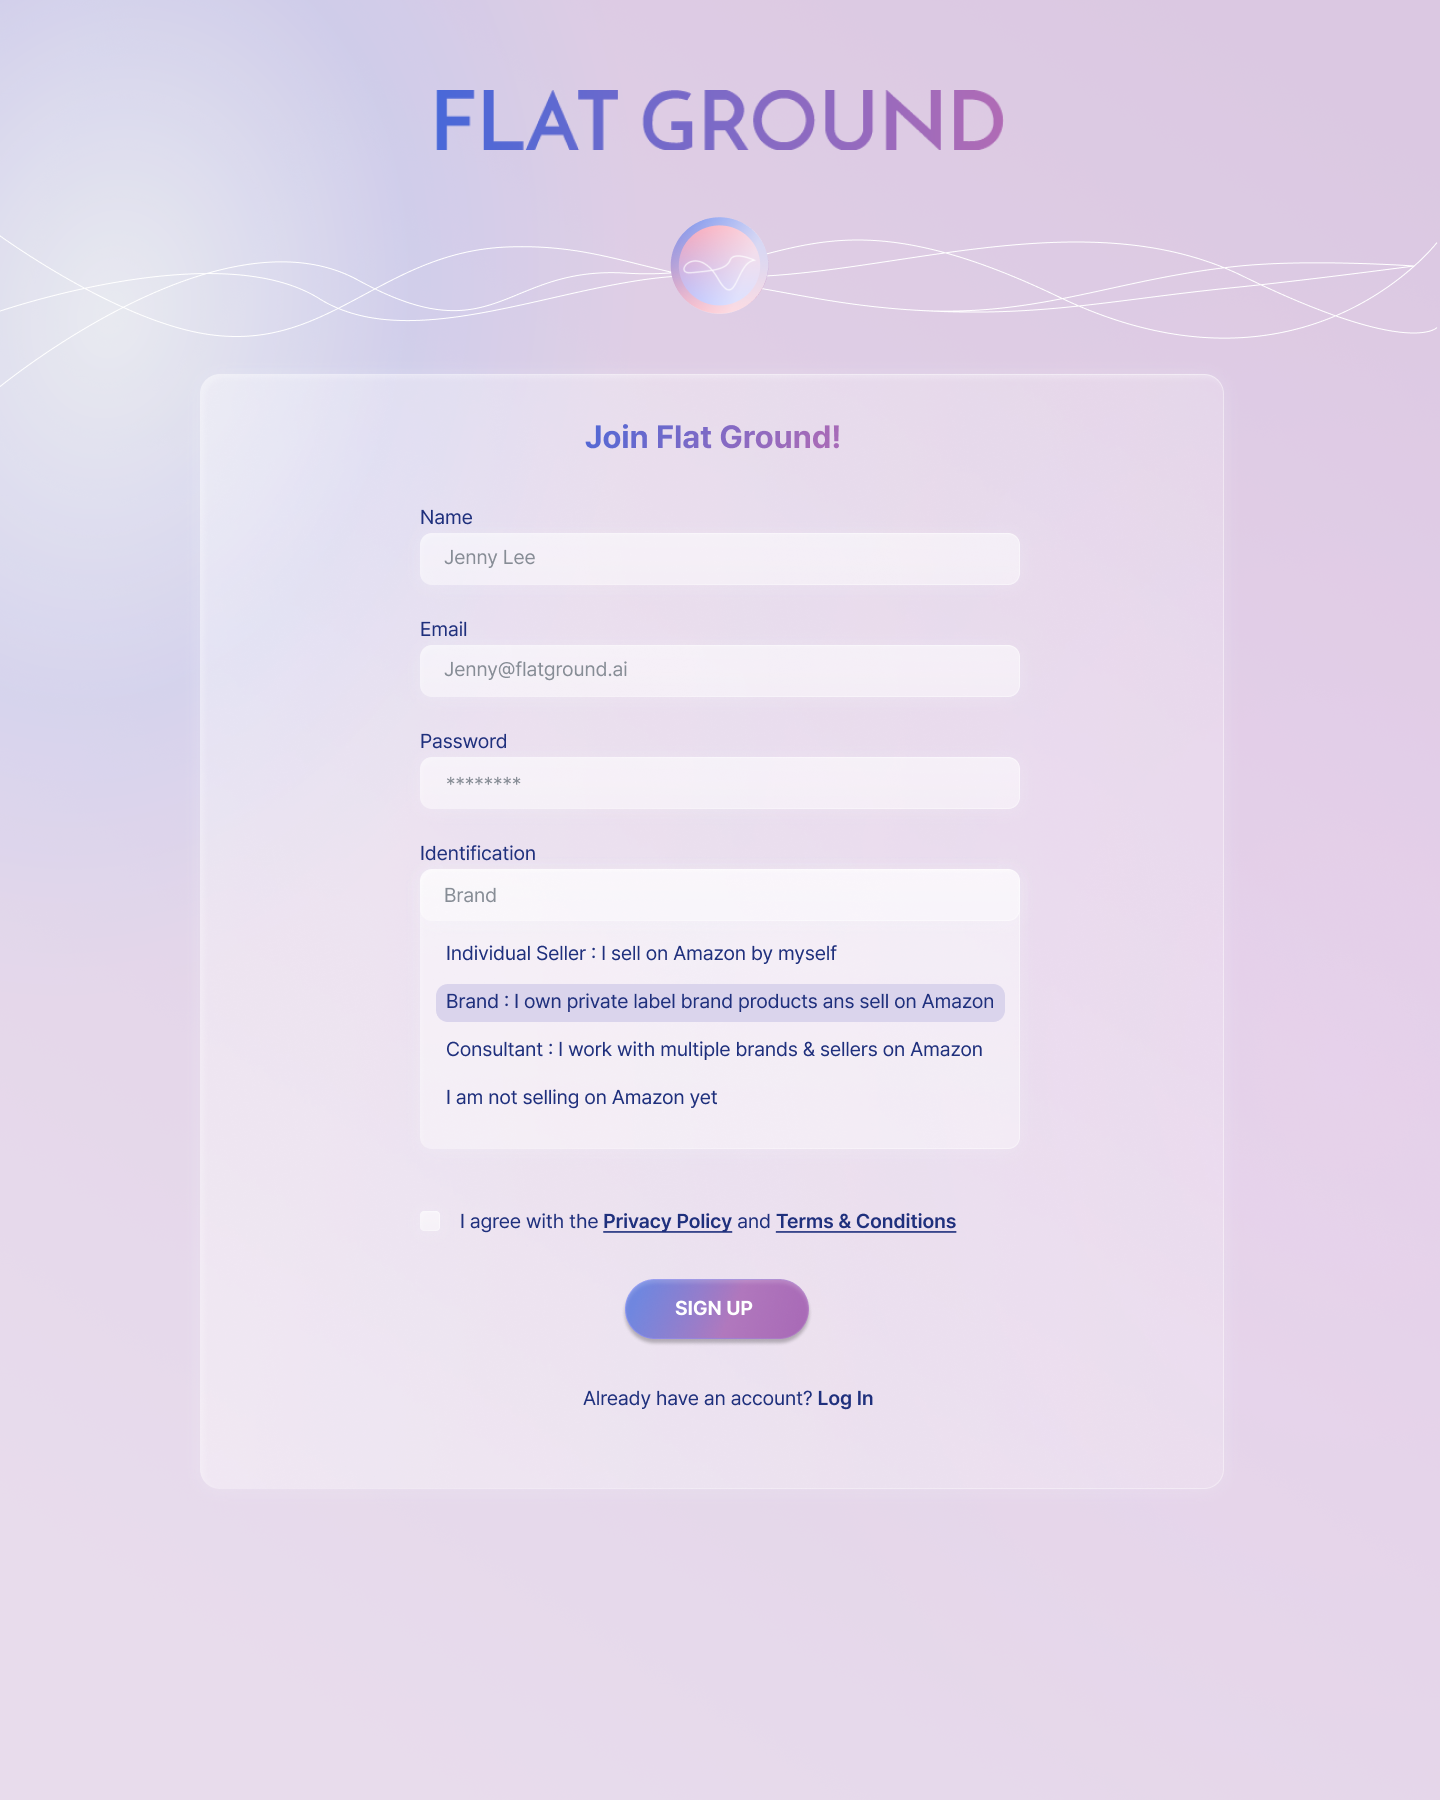 FLAT GROUND
Join Flat Ground!
Name
Jenny Lee
Email
Jenny@flatground.ai
Password
********
Identification
Brand
Individual Seller : I sell on Amazon by myself
Brand : I own private label brand products ans sell on Amazon
Consultant : I work with multiple brands & sellers on Amazon
I am not selling on Amazon yet
I agree with the Privacy Policy and Terms & Conditions
SIGN UP
Already have an account? Log In